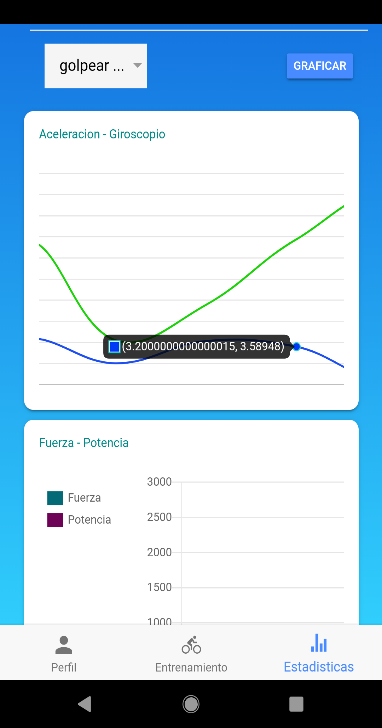 golpear ...
GRAFICAR
Aceleracion - Giroscopio
(3.2000000000000015, 3.58948)
Fuerza - Potencia
3000
Fuerza
2500
Potencia
2000
1500
1000
Perfil
Entrenamiento
Estadisticas